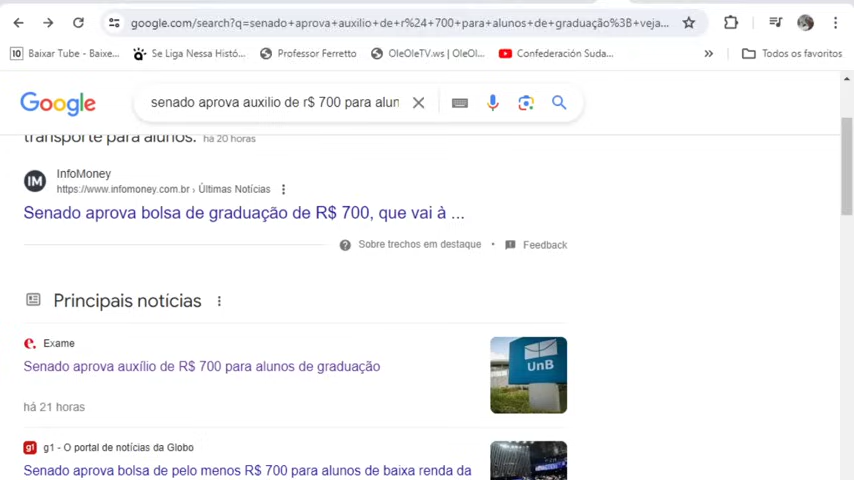 google.com/search?q=senado+aprova+auxilio+de+r%24+700+para+alunos+de+graduação%3B+veja...
10 Baixar Tube - Baixe...
Se Liga Nessa Histó...
Professor Ferretto
OleOleTV.ws | OleOl...
Confederación Suda...
»
Todos os favoritos
Google
senado aprova auxilio de r$ 700 para alun
transporte para alunos. há 20 horas
IM
InfoMoney
https://www.infomoney.com.br › Últimas Notícias
Senado aprova bolsa de graduação de R$ 700, que vai à ...
Sobre trechos em destaque • Feedback
Principais notícias
e. Exame
Senado aprova auxílio de R$ 700 para alunos de graduação
UnB
há 21 horas
g1 g1 - O portal de notícias da Globo
Senado aprova bolsa de pelo menos R$ 700 para alunos de baixa renda da